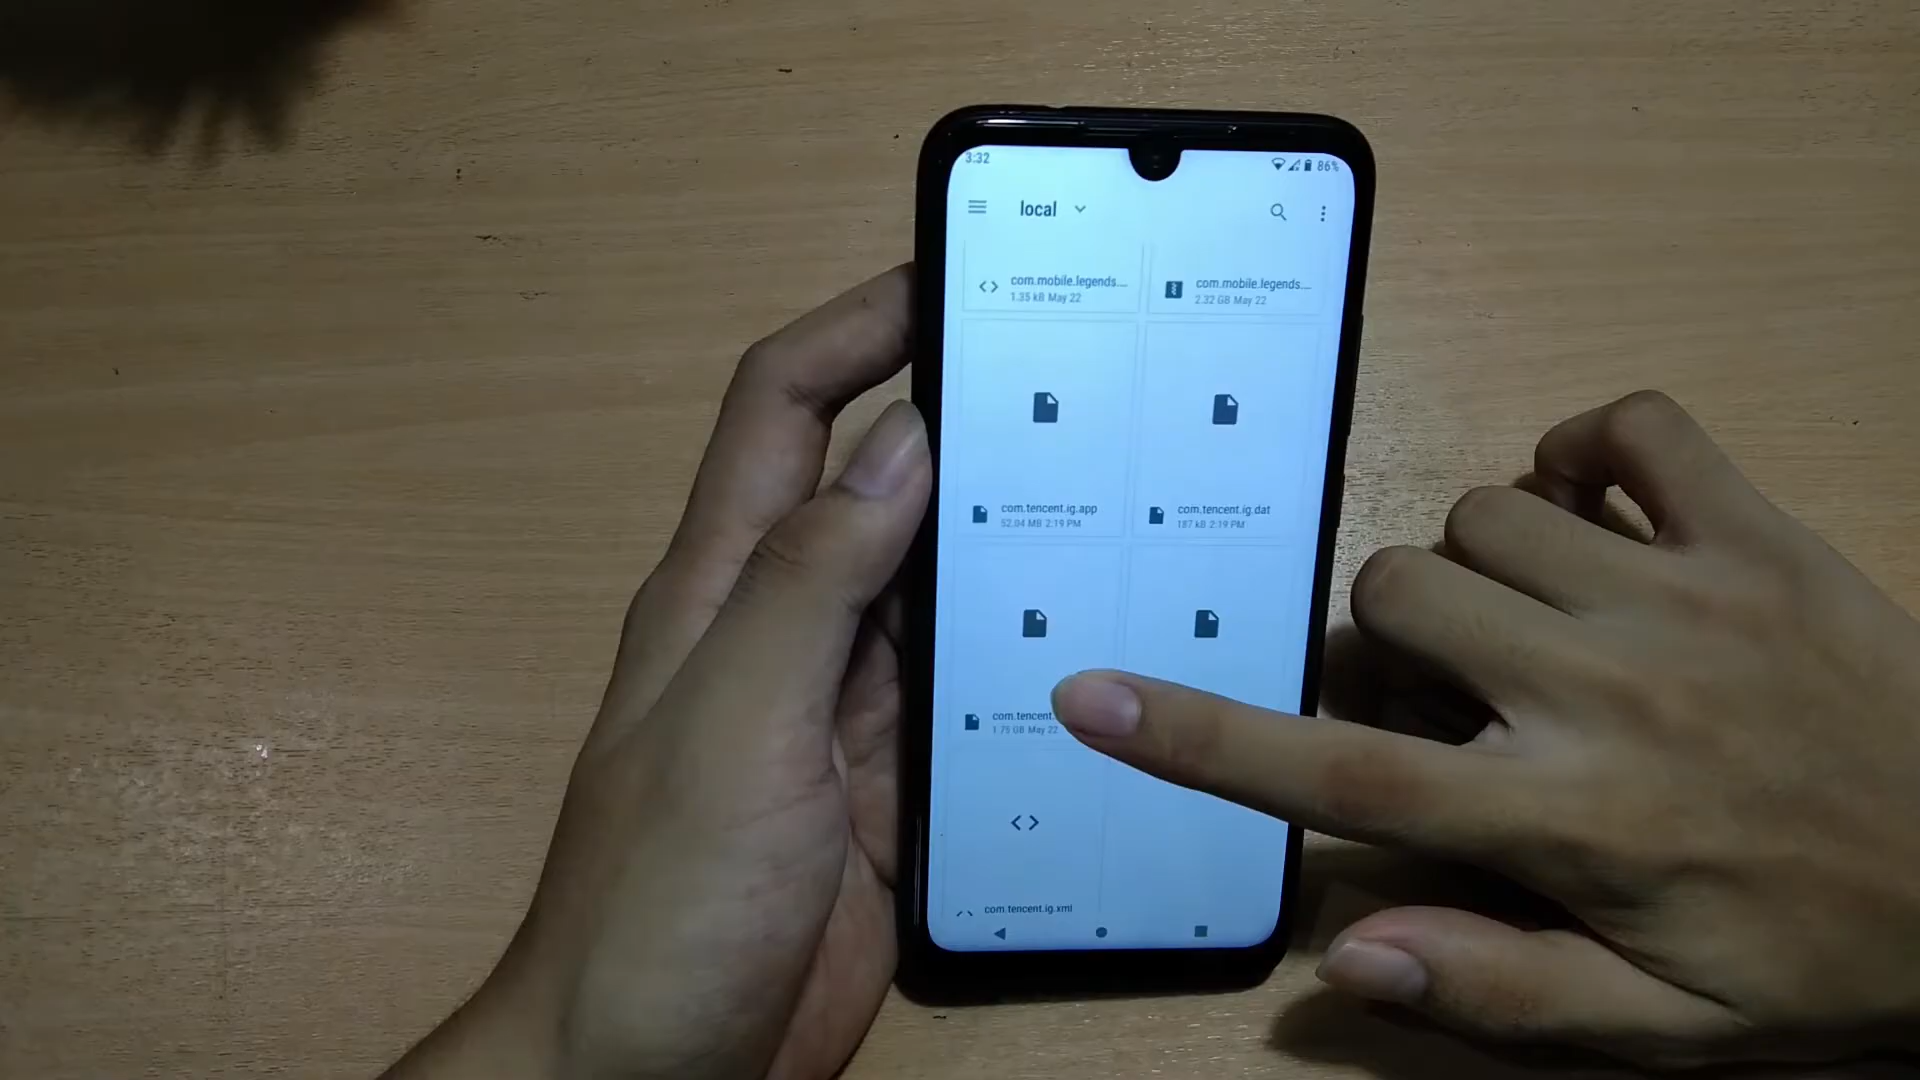 3:32
86%
local
com.mobile.legends....
1.35 kB May 22
com.mobile.legends....
2.32 GB May 22
com.tencent.ig.app
52.04 MB 2:19 PM
com.tencent.ig.dat
187 kB 2:19 PM
com.tencent.
1.75 GB May 22
com.tencent.ig.xml